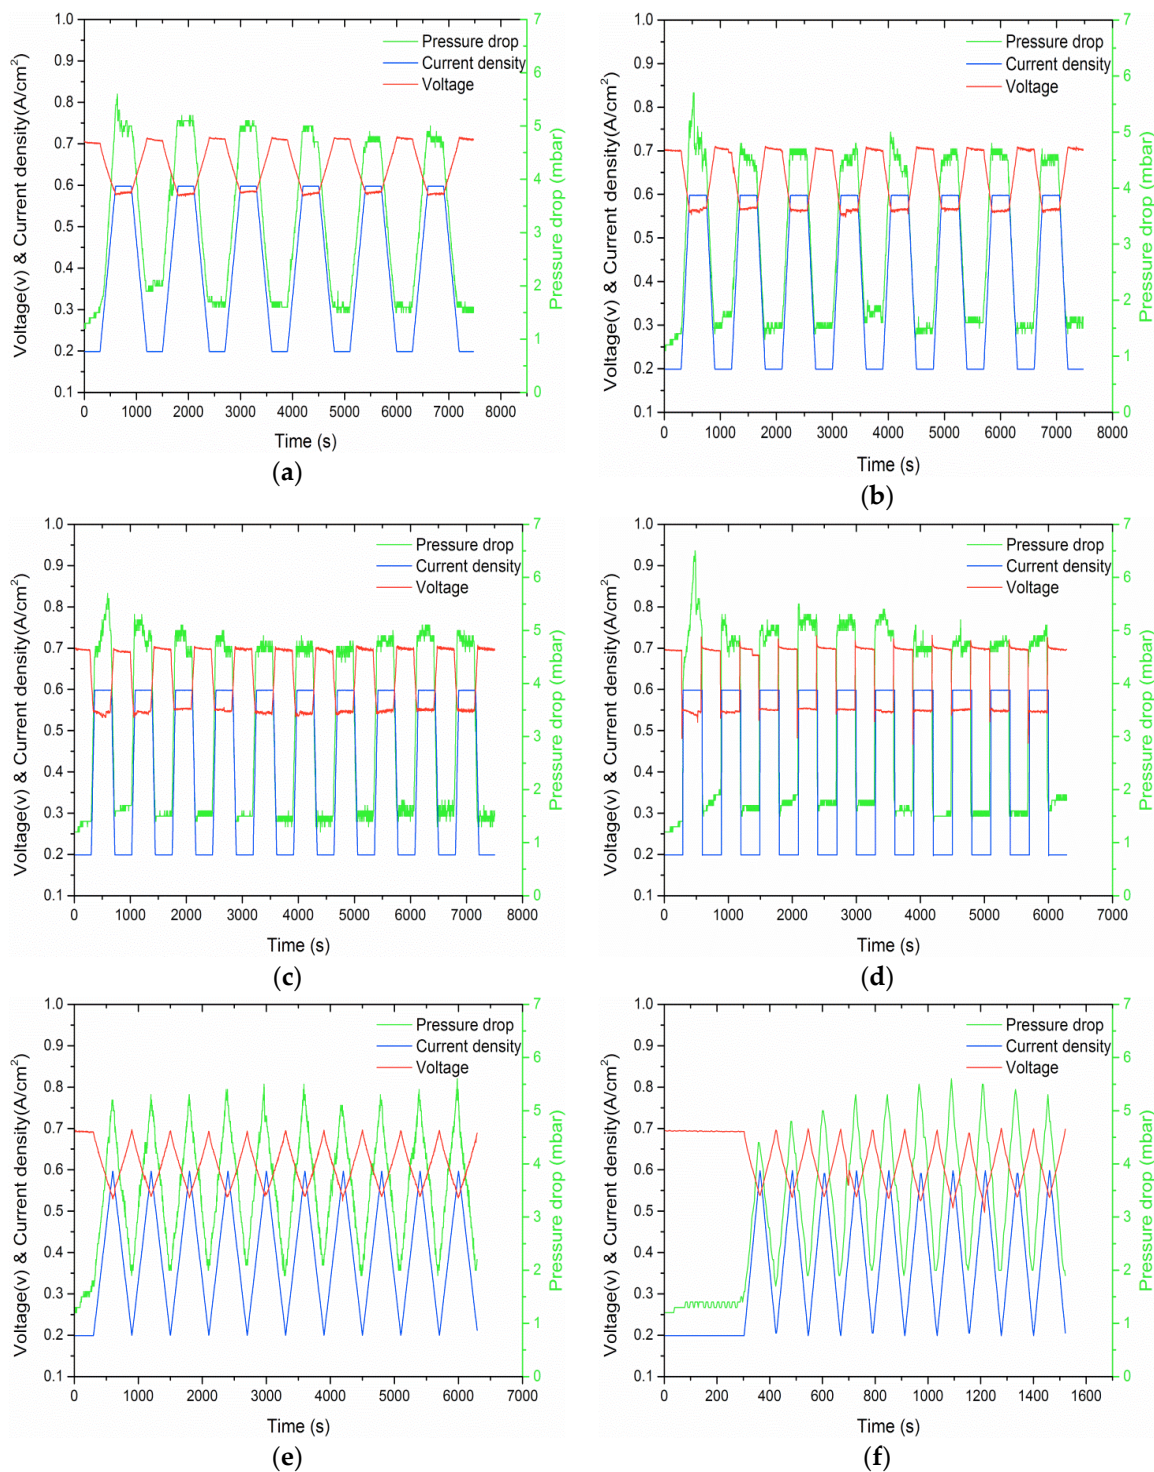 Pressure drop
Current density
Voltage
Voltage(v) & Current density(A/cm²)
1.0
0.9
0.8
0.7
0.6
0.5
0.4
0.3
0.2
0.1
7
6
5
4
3
2
1
0
Pressure drop (mbar)
0 1000 2000 3000 4000 5000 6000 7000 8000
Time (s)
(a)
Pressure drop
Current density
Voltage
Voltage(v) & Current density(A/cm²)
1.0
0.9
0.8
0.7
0.6
0.5
0.4
0.3
0.2
0.1
7
6
5
4
3
2
1
0
Pressure drop (mbar)
0 1000 2000 3000 4000 5000 6000 7000 8000
Time (s)
(b)
Pressure drop
Current density
Voltage
Voltage(v) & Current density(A/cm²)
1.0
0.9
0.8
0.7
0.6
0.5
0.4
0.3
0.2
0.1
7
6
5
4
3
2
1
0
Pressure drop (mbar)
0 1000 2000 3000 4000 5000 6000 7000 8000
Time (s)
(c)
Pressure drop
Current density
Voltage
Voltage(v) & Current density(A/cm²)
1.0
0.9
0.8
0.7
0.6
0.5
0.4
0.3
0.2
0.1
7
6
5
4
3
2
1
0
Pressure drop (mbar)
0 1000 2000 3000 4000 5000 6000 7000
Time (s)
(d)
Pressure drop
Current density
Voltage
Voltage(v) & Current density(A/cm²)
1.0
0.9
0.8
0.7
0.6
0.5
0.4
0.3
0.2
0.1
7
6
5
4
3
2
1
0
Pressure drop (mbar)
0 1000 2000 3000 4000 5000 6000 7000
Time (s)
(e)
Pressure drop
Current density
Voltage
Voltage(v) & Current density(A/cm²)
1.0
0.9
0.8
0.7
0.6
0.5
0.4
0.3
0.2
0.1
7
6
5
4
3
2
1
0
Pressure drop (mbar)
0 200 400 600 800 1000 1200 1400 1600
Time (s)
(f)